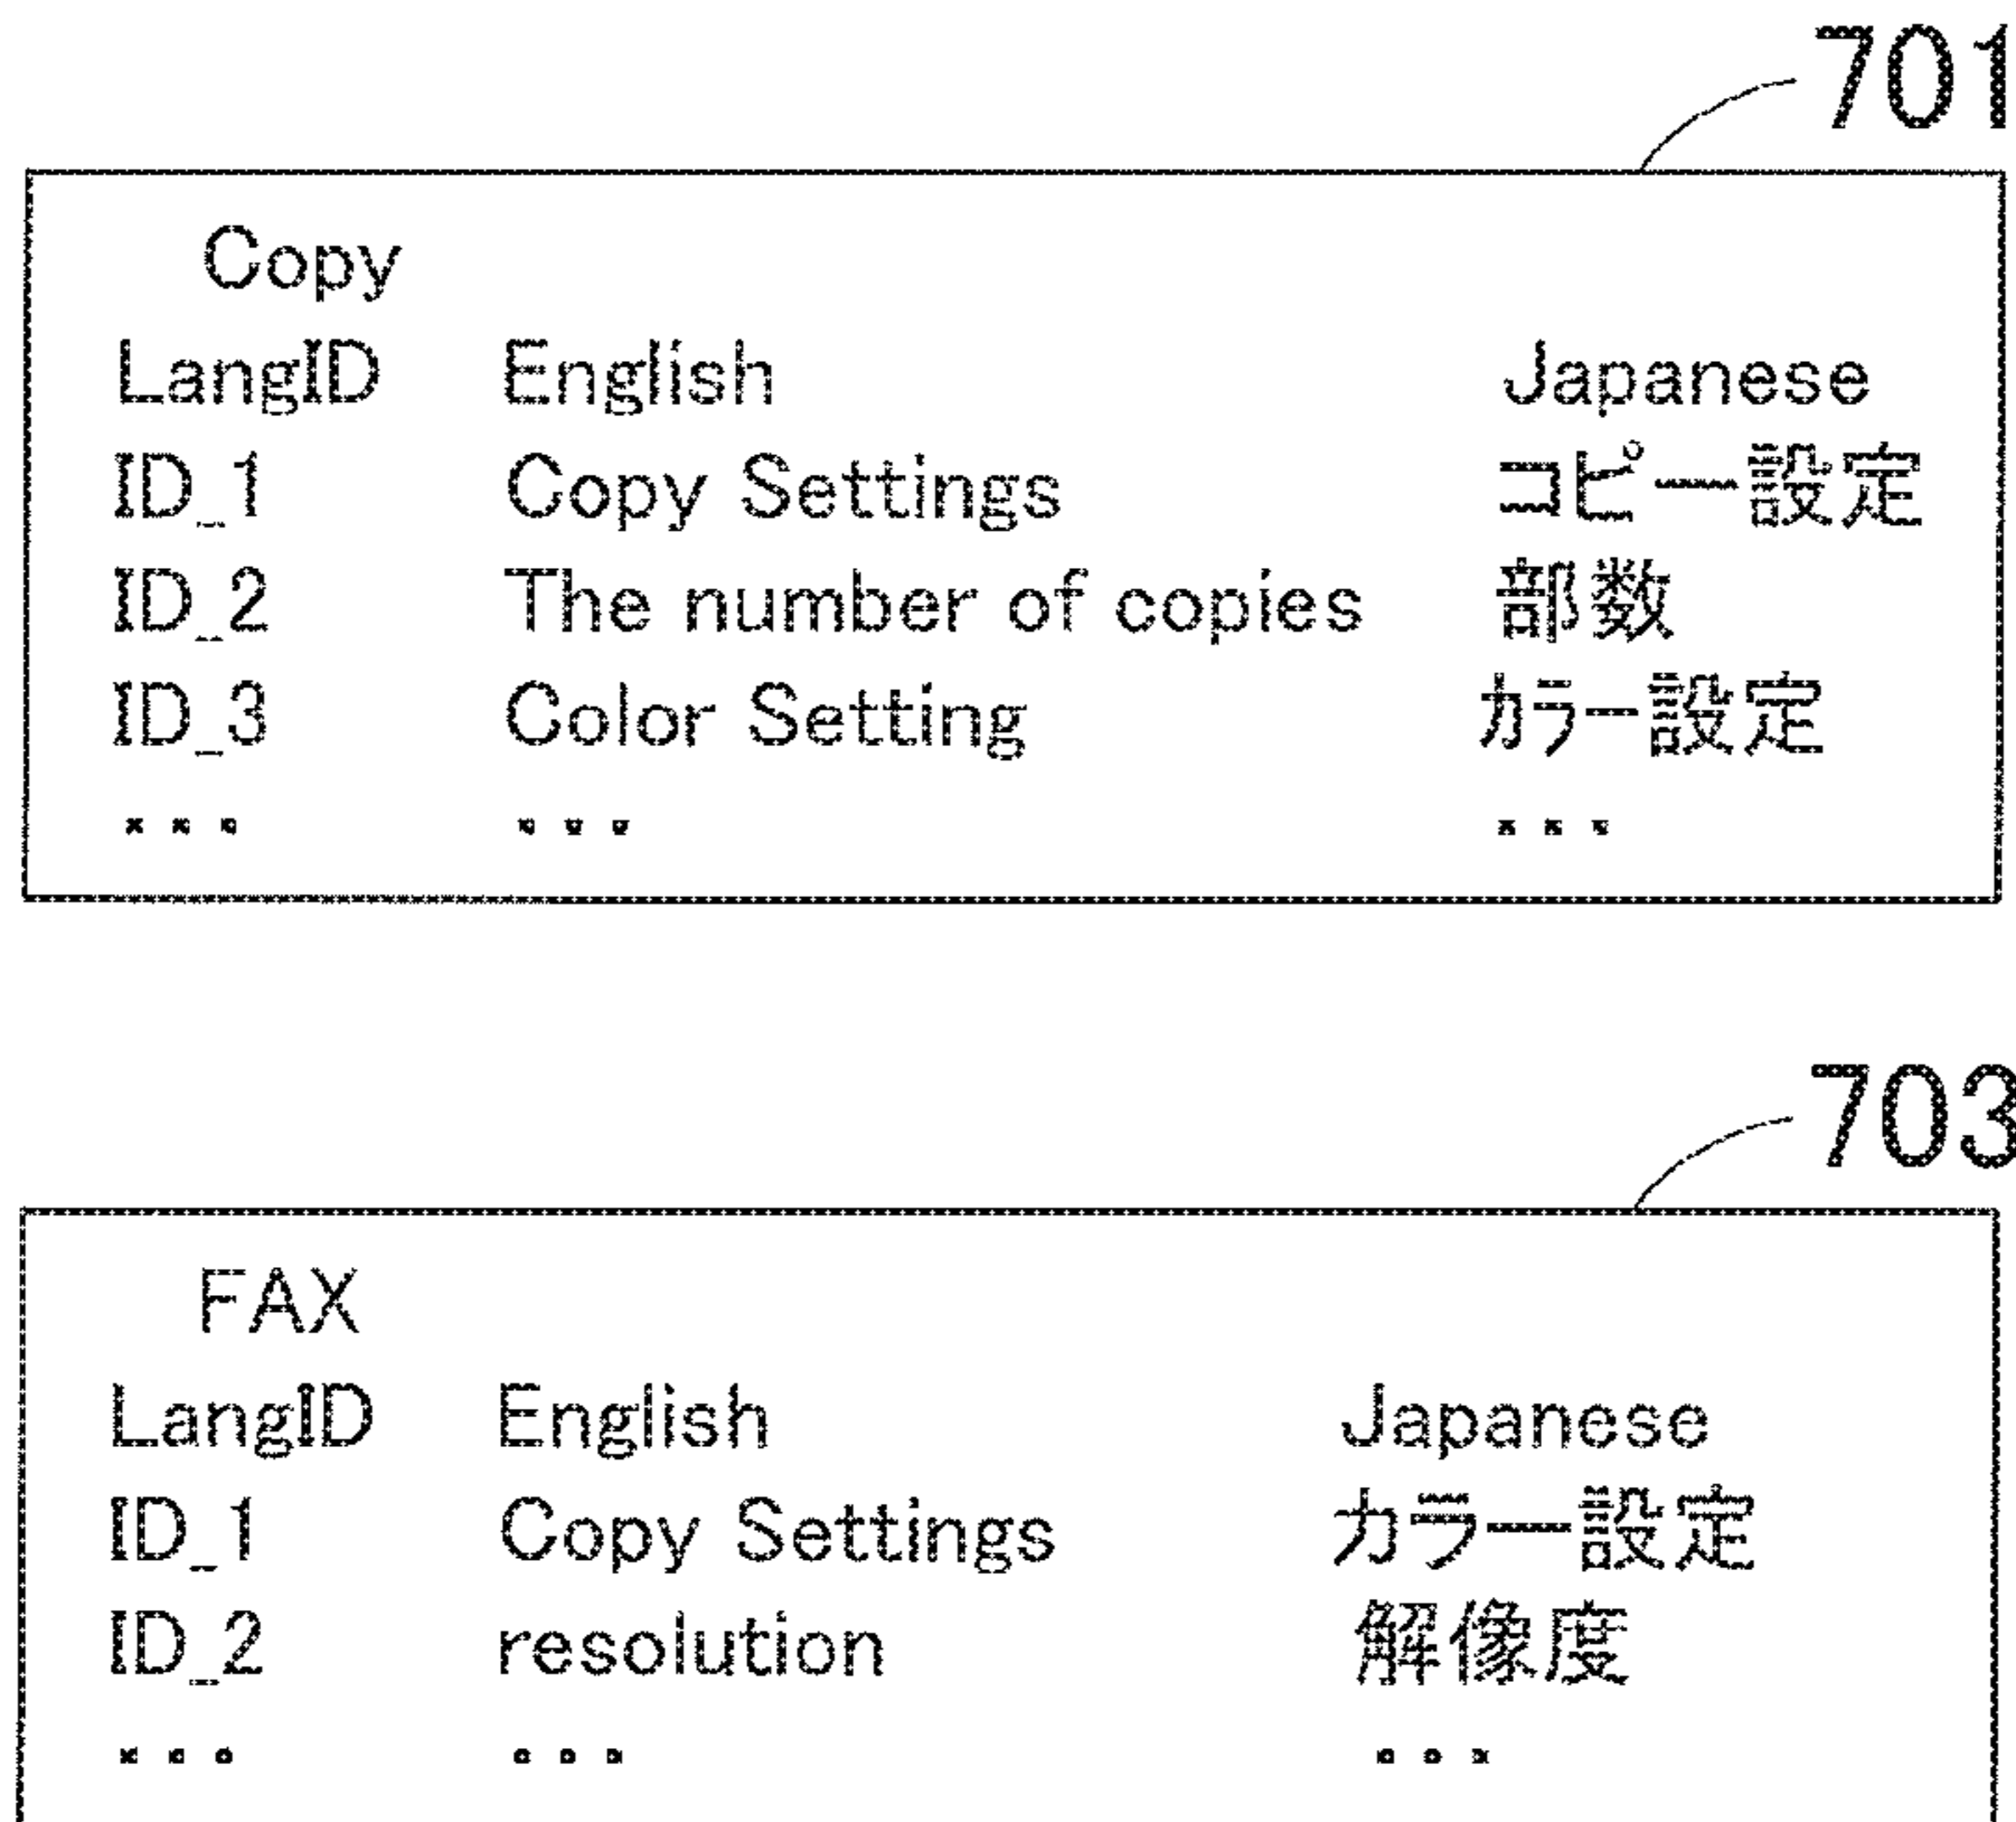 701
Copy
LangID English Japanese
ID_1 Copy Settings コピー設定
ID_2 The number of copies 部数
ID_3 Color Setting カラー設定
... ... ...
703
FAX
LangID English Japanese
ID_1 Copy Settings カラー設定
ID_2 resolution 解像度
... ... ...